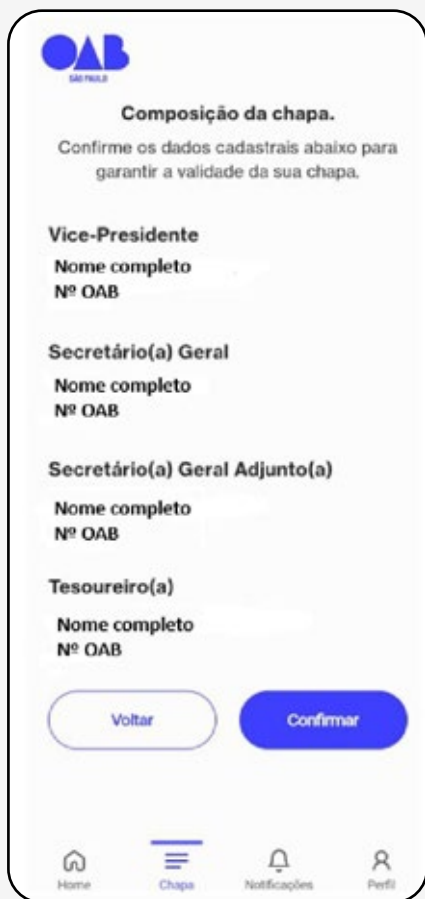 OAB
SÃO PAULO
Composição da chapa.
Confirme os dados cadastrais abaixo para
garantir a validade da sua chapa.
Vice-Presidente
Nome completo
Nº OAB
Secretário(a) Geral
Nome completo
Nº OAB
Secretário(a) Geral Adjunto(a)
Nome completo
Nº OAB
Tesoureiro(a)
Nome completo
Nº OAB
Voltar Confirmar
Home Chapa Notificações Perfil